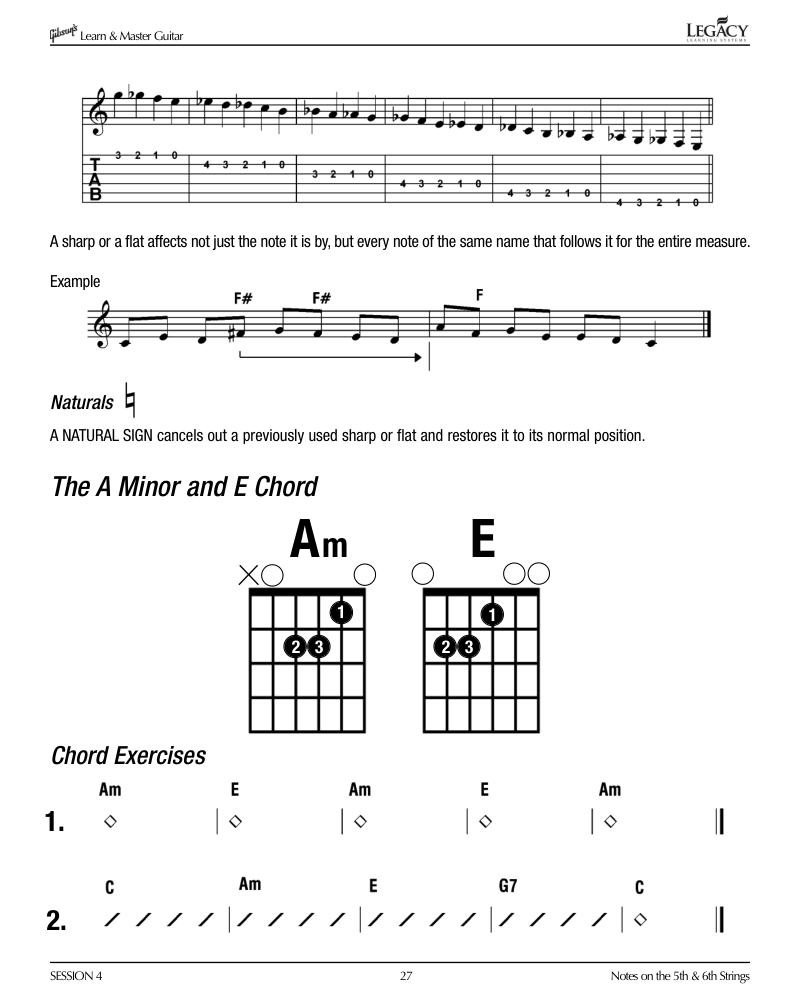 Gibson's Learn & Master Guitar
LEGACY
LEARNING SYSTEMS
3 2 1 0 4 3 2 1 0 3 2 1 0 4 3 2 1 0 4 3 2 1 0 4 3 2 1 0
T
A
B
A sharp or a flat affects not just the note it is by, but every note of the same name that follows it for the entire measure.
Example
F# F# F
Naturals ♮
A NATURAL SIGN cancels out a previously used sharp or flat and restores it to its normal position.
The A Minor and E Chord
Am E
1 1
2 3 2 3
Chord Exercises
Am E Am E Am
1.
C Am E G7 C
2.
SESSION 4 27 Notes on the 5th & 6th Strings